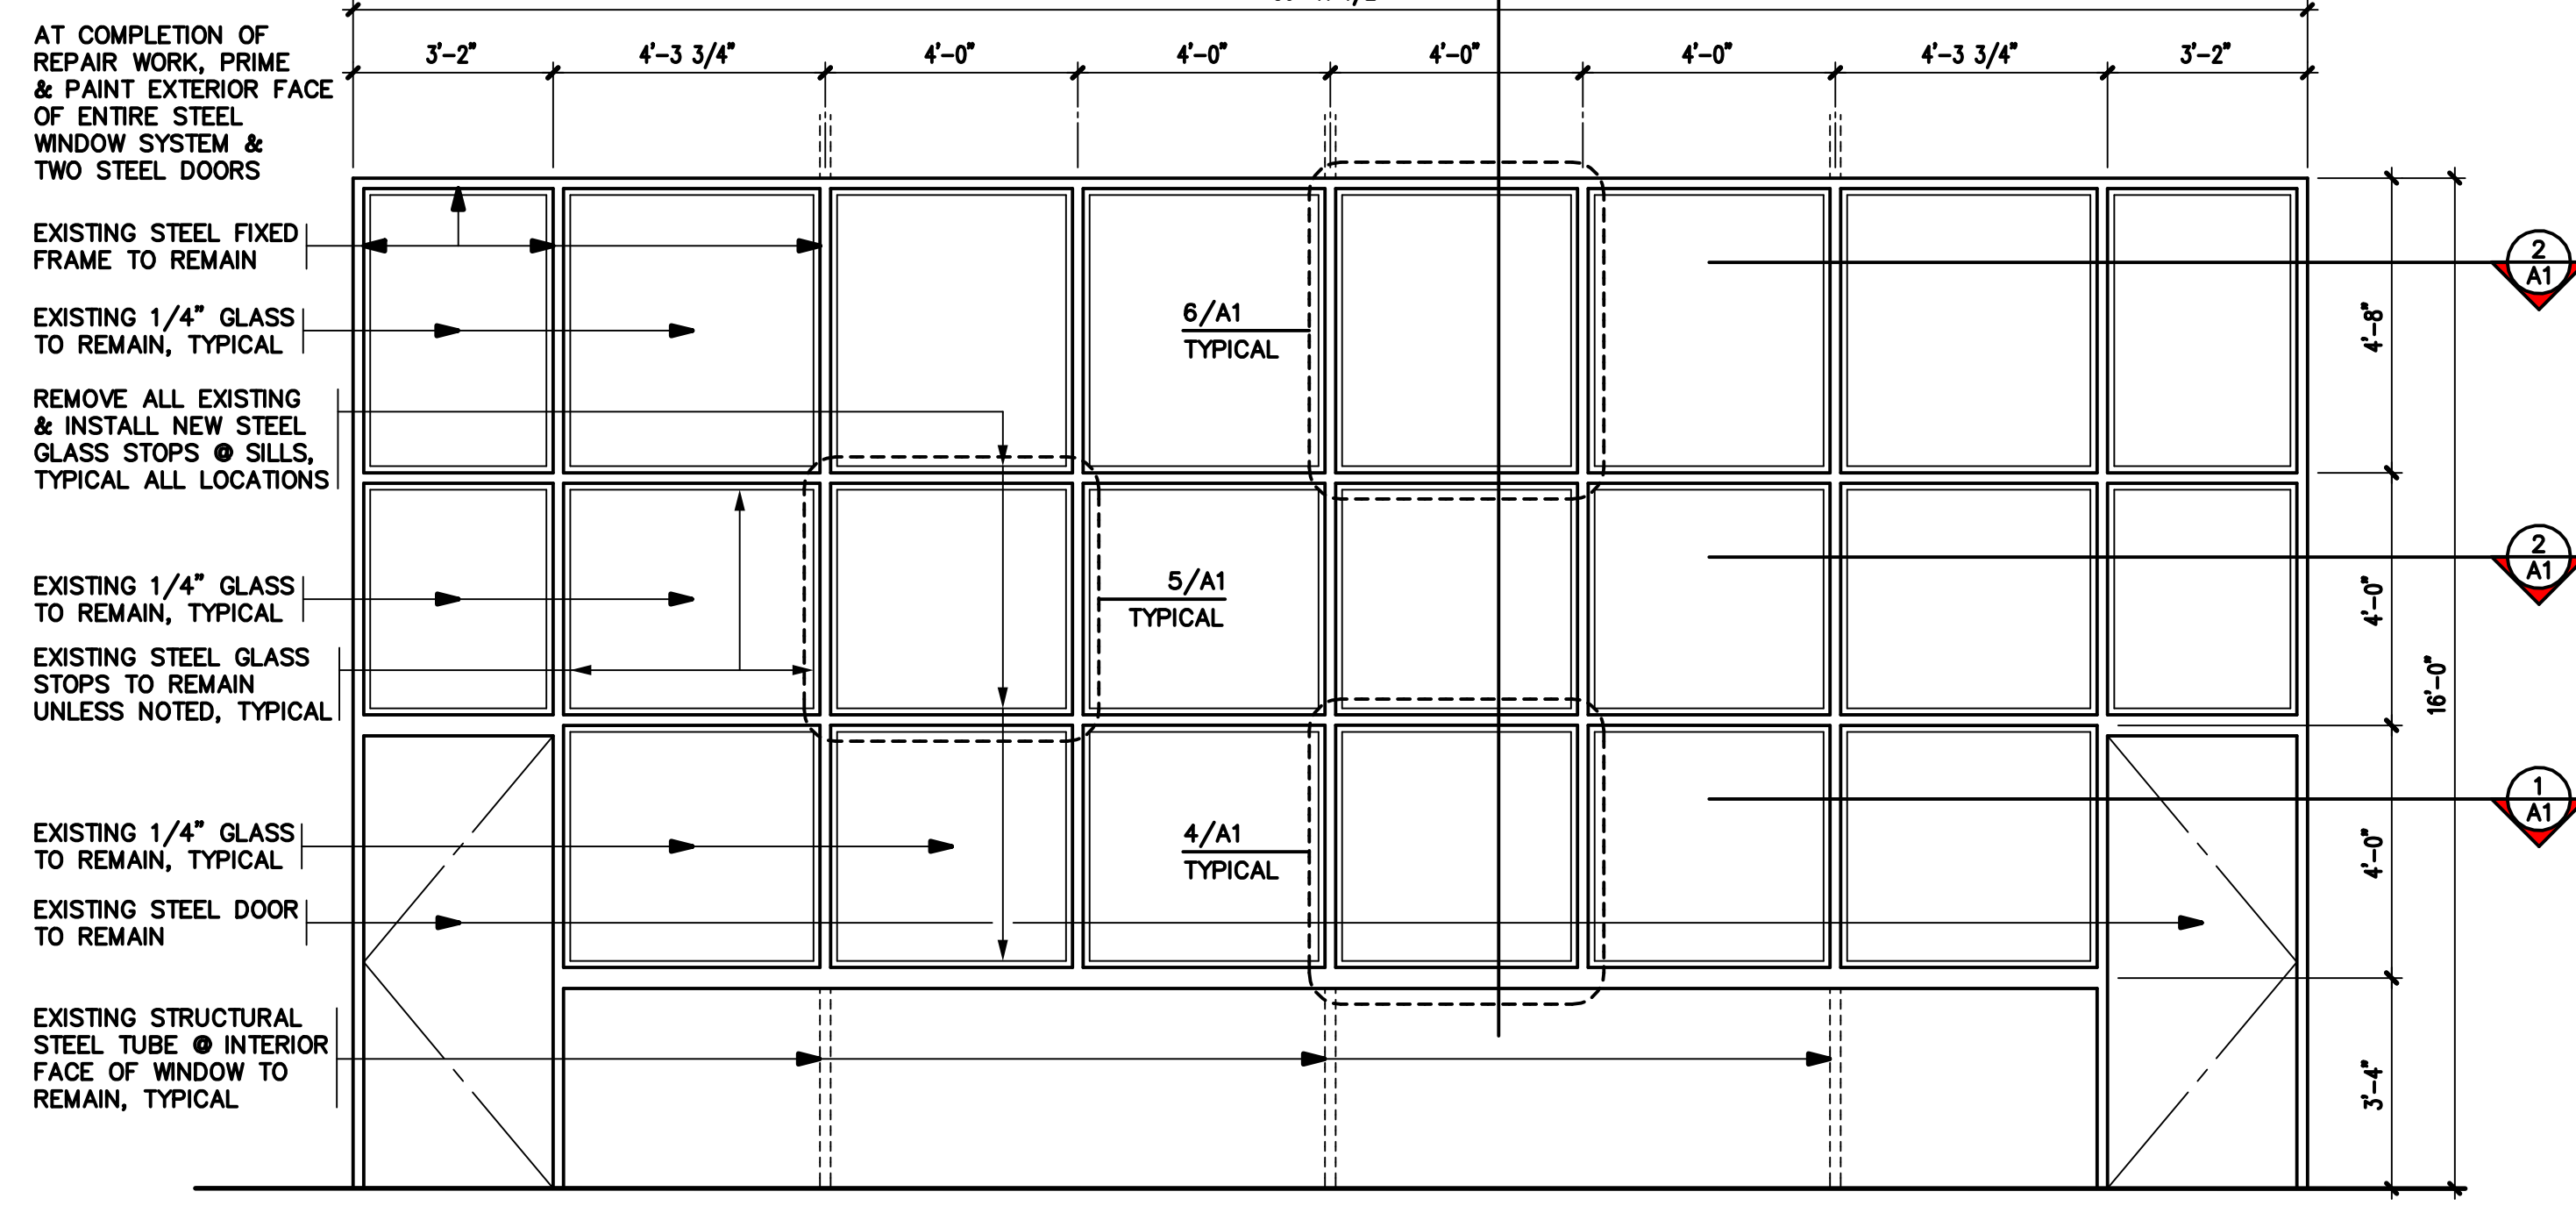 3'-2"
4'-3 3/4"
4'-0"
4'-0"
4'-0"
4'-0"
4'-3 3/4"
3'-2"
AT COMPLETION OF
REPAIR WORK, PRIME
& PAINT EXTERIOR FACE
OF ENTIRE STEEL
WINDOW SYSTEM &
TWO STEEL DOORS
EXISTING STEEL FIXED
FRAME TO REMAIN
EXISTING 1/4" GLASS
TO REMAIN, TYPICAL
REMOVE ALL EXISTING
& INSTALL NEW STEEL
GLASS STOPS @ SILLS,
TYPICAL ALL LOCATIONS
EXISTING 1/4" GLASS
TO REMAIN, TYPICAL
EXISTING STEEL GLASS
STOPS TO REMAIN
UNLESS NOTED, TYPICAL
EXISTING 1/4" GLASS
TO REMAIN, TYPICAL
EXISTING STEEL DOOR
TO REMAIN
EXISTING STRUCTURAL
STEEL TUBE @ INTERIOR
FACE OF WINDOW TO
REMAIN, TYPICAL
6/A1
TYPICAL
5/A1
TYPICAL
4/A1
TYPICAL
4'-8"
4'-0"
4'-0"
3'-4"
16'-0"
2
A1
2
A1
1
A1